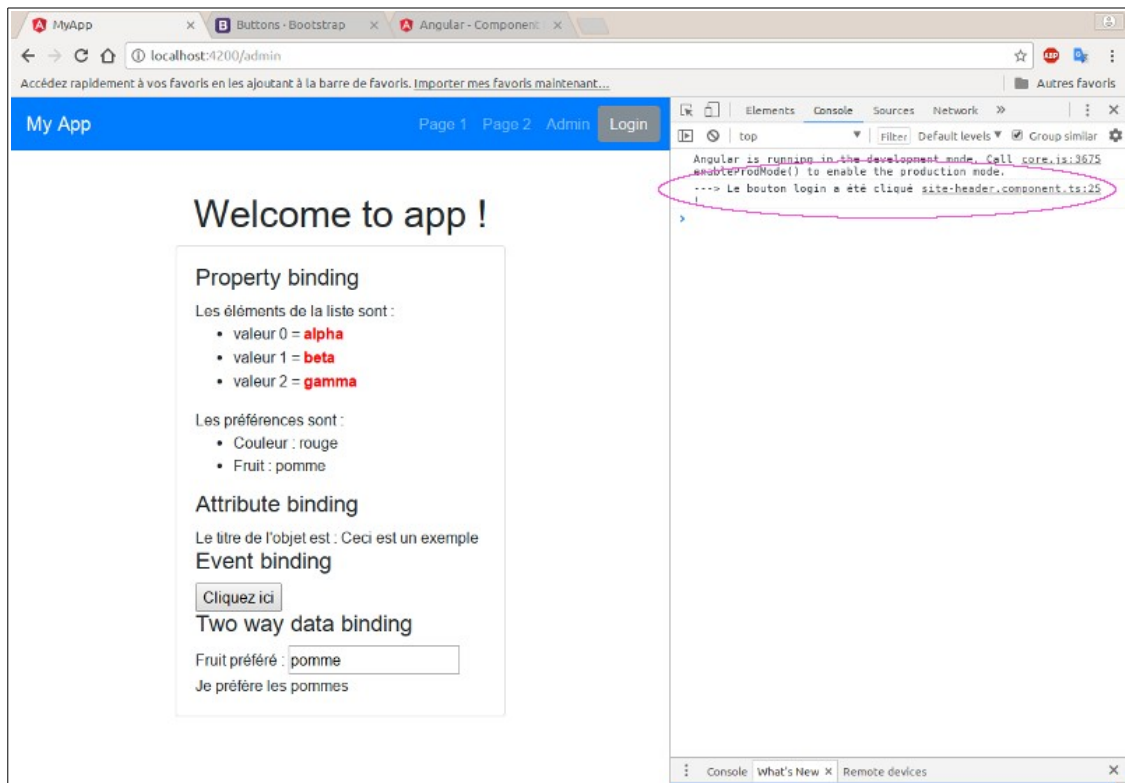 MyApp Buttons · Bootstrap Angular - Component
localhost:4200/admin ABP
Accédez rapidement à vos favoris en les ajoutant à la barre de favoris. Importer mes favoris maintenant... Autres favoris
My App Page 1 Page 2 Admin Login
Elements Console Sources Network »
top Filter Default levels Group similar
Angular is running in the development mode. Call core.js:3675
enableProdMode() to enable the production mode.
---> Le bouton login a été cliqué site-header.component.ts:25
!
Welcome to app !
Property binding
Les éléments de la liste sont :
• valeur 0 = alpha
• valeur 1 = beta
• valeur 2 = gamma
Les préférences sont :
• Couleur : rouge
• Fruit : pomme
Attribute binding
Le titre de l'objet est : Ceci est un exemple
Event binding
Cliquez ici
Two way data binding
Fruit préféré : pomme
Je préfère les pommes
Console What's New Remote devices